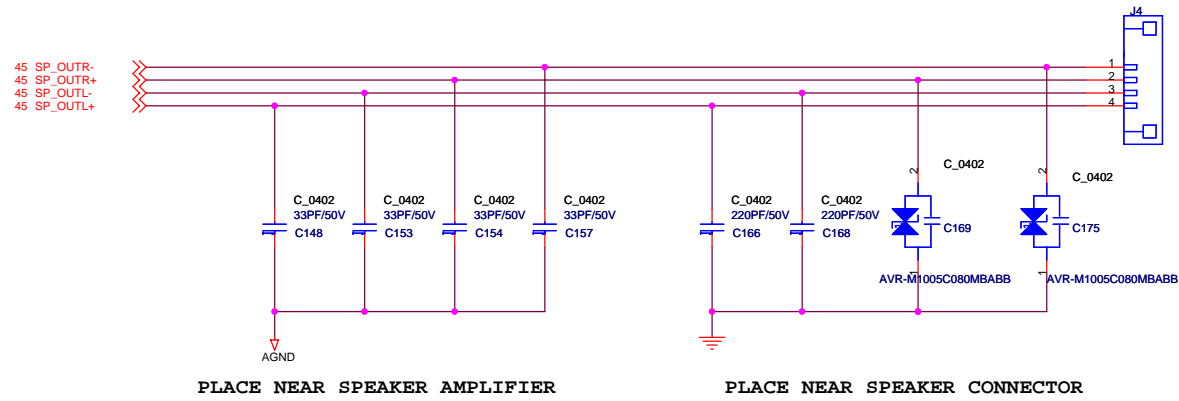 J4
45 SP_OUTR-
45 SP_OUTR+
45 SP_OUTL-
45 SP_OUTL+
1
2
3
4
C_0402
33PF/50V
C148
C_0402
33PF/50V
C153
C_0402
33PF/50V
C154
C_0402
33PF/50V
C157
C_0402
220PF/50V
C166
C_0402
220PF/50V
C168
C_0402
2
C169
1
AVR-M1005C080MBABB
C_0402
2
C175
1
AVR-M1005C080MBABB
AGND
PLACE NEAR SPEAKER AMPLIFIER
PLACE NEAR SPEAKER CONNECTOR